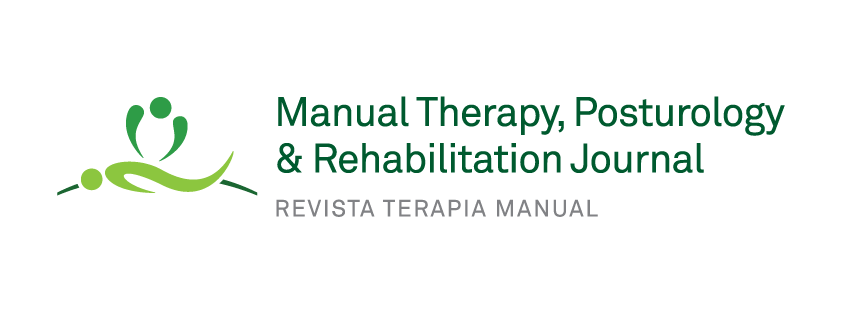 Manual Therapy, Posturology
& Rehabilitation Journal
REVISTA TERAPIA MANUAL